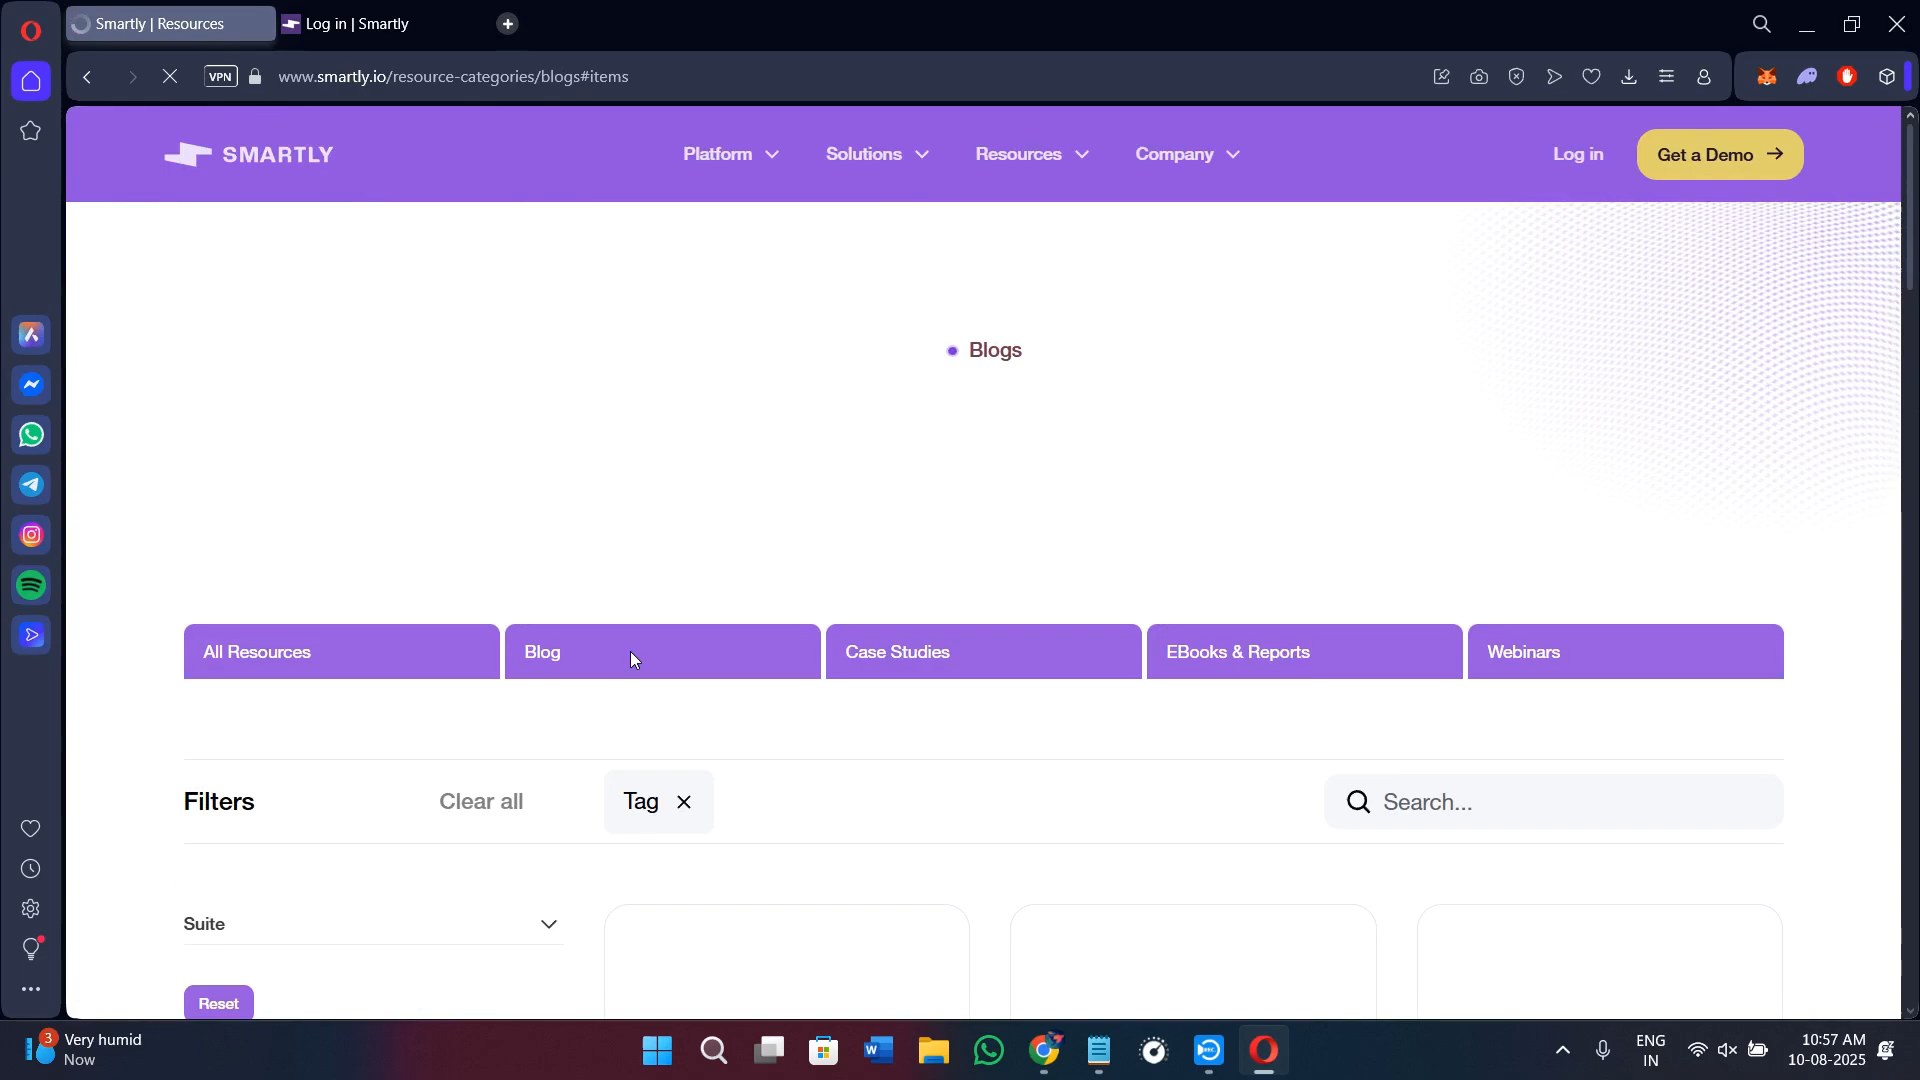 Smartly | Resources
Log in | Smartly
VPN
www.smartly.io/resource-categories/blogs#items
SMARTLY
Platform
Solutions
Resources
Company
Log in
Get a Demo
Blogs
All Resources
Blog
Case Studies
EBooks & Reports
Webinars
Filters
Clear all
Tag
Search...
Suite
Reset
3
Very humid
Now
ENG
IN
10:57 AM
10-08-2025